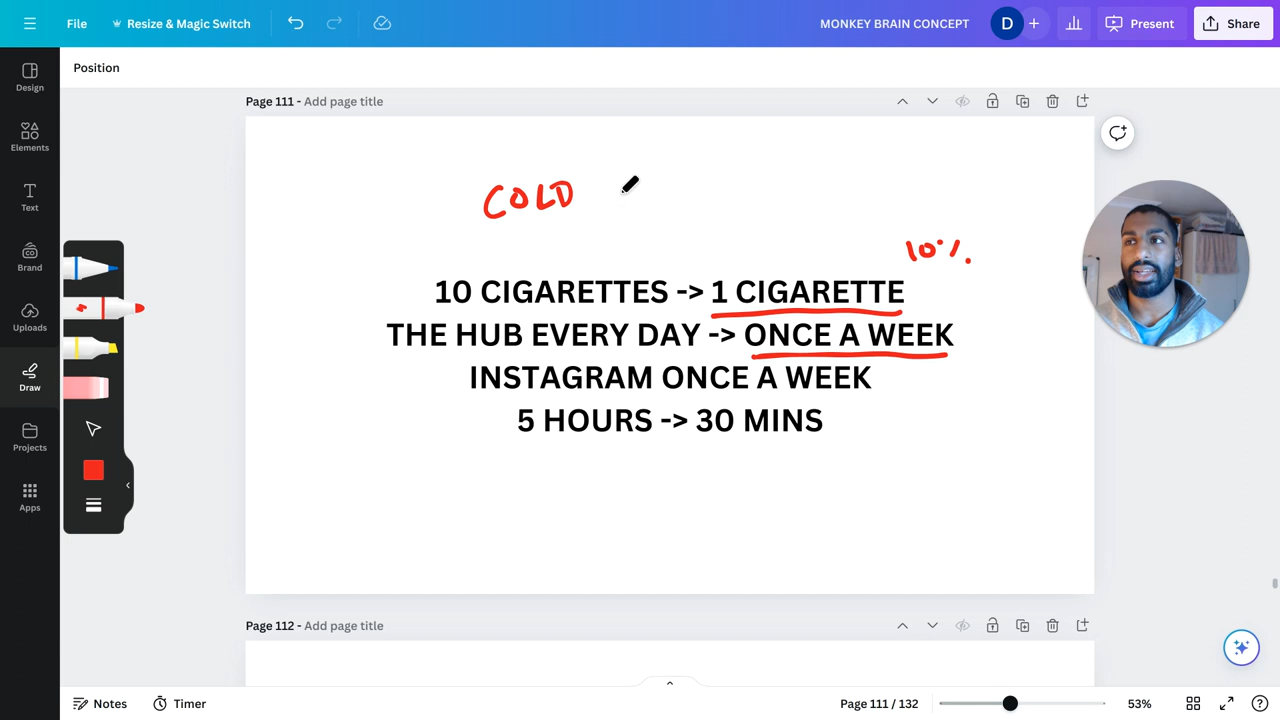 File
Resize & Magic Switch
MONKEY BRAIN CONCEPT
D
+
Present
Share
Position
Design
Elements
Text
Brand
Uploads
Draw
Projects
Apps
Page 111 - Add page title
COLD
10%.
10 CIGARETTES -> 1 CIGARETTE
THE HUB EVERY DAY -> ONCE A WEEK
INSTAGRAM ONCE A WEEK
5 HOURS -> 30 MINS
Page 112 - Add page title
Notes
Timer
Page 111 / 132
53%